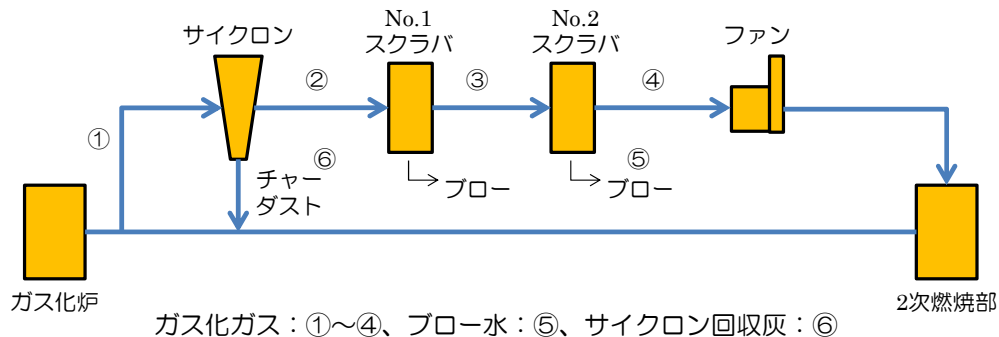 サイクロン
No.1
スクラバ
No.2
スクラバ
ファン
①
②
③
④
⑥
チャー
ダスト
ブロー
⑤
ブロー
ガス化炉
2次燃焼部
ガス化ガス：①～④、ブロー水：⑤、サイクロン回収灰：⑥